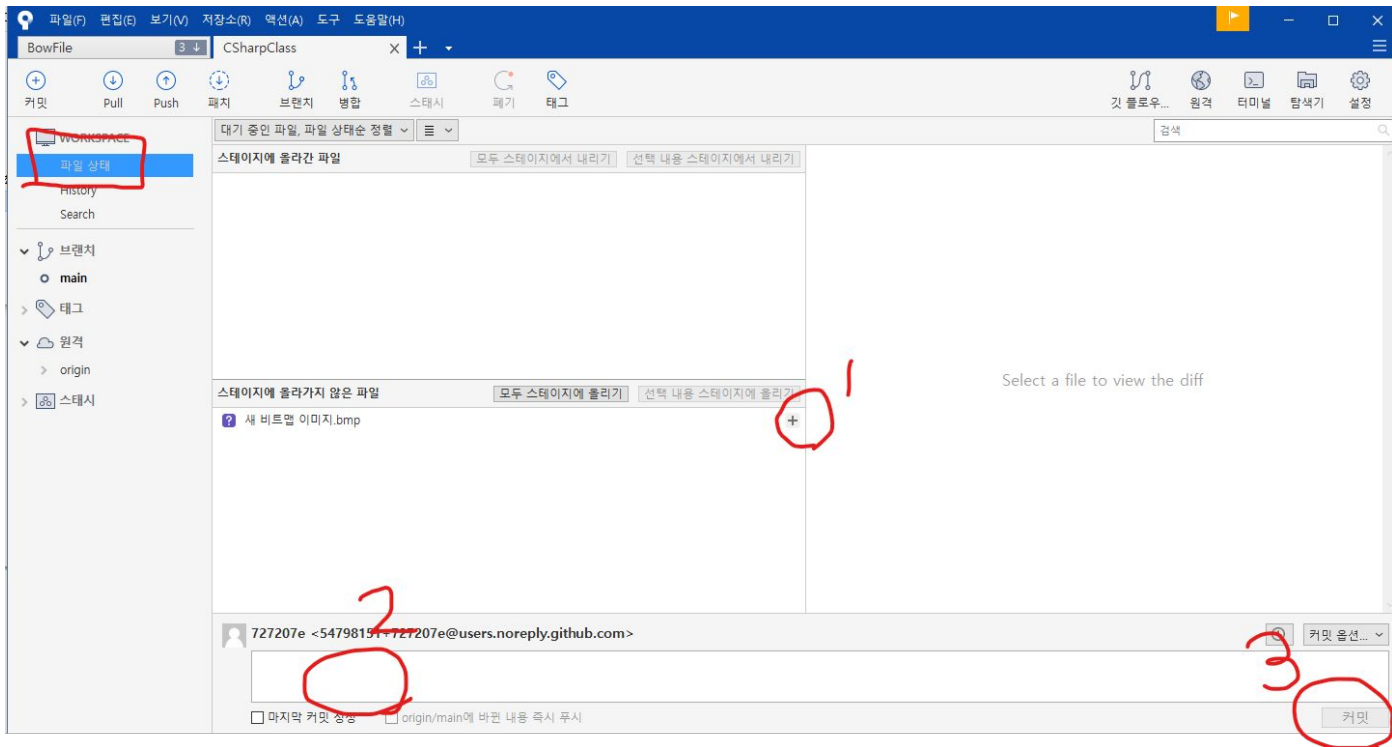 파일(F) 편집(E) 보기(V) 저장소(R) 액션(A) 도구 도움말(H)
BowFile 3 ↓ CSharpClass
커밋 Pull Push 패치 브랜치 병합 스태시 폐기 태그 깃 플로우... 원격 터미널 탐색기 설정
WORKSPACE
파일 상태
History
Search
브랜치
main
태그
원격
origin
스태시
대기 중인 파일, 파일 상태순 정렬
검색
스테이지에 올라간 파일 모두 스테이지에서 내리기 선택 내용 스테이지에서 내리기
1
Select a file to view the diff
스테이지에 올라가지 않은 파일 모두 스테이지에 올리기 선택 내용 스테이지에 올리기
새 비트맵 이미지.bmp +
2
727207e <54798151+727207e@users.noreply.github.com>
커밋 옵션...
3
마지막 커밋 정정 origin/main에 바뀐 내용 즉시 푸시
커밋